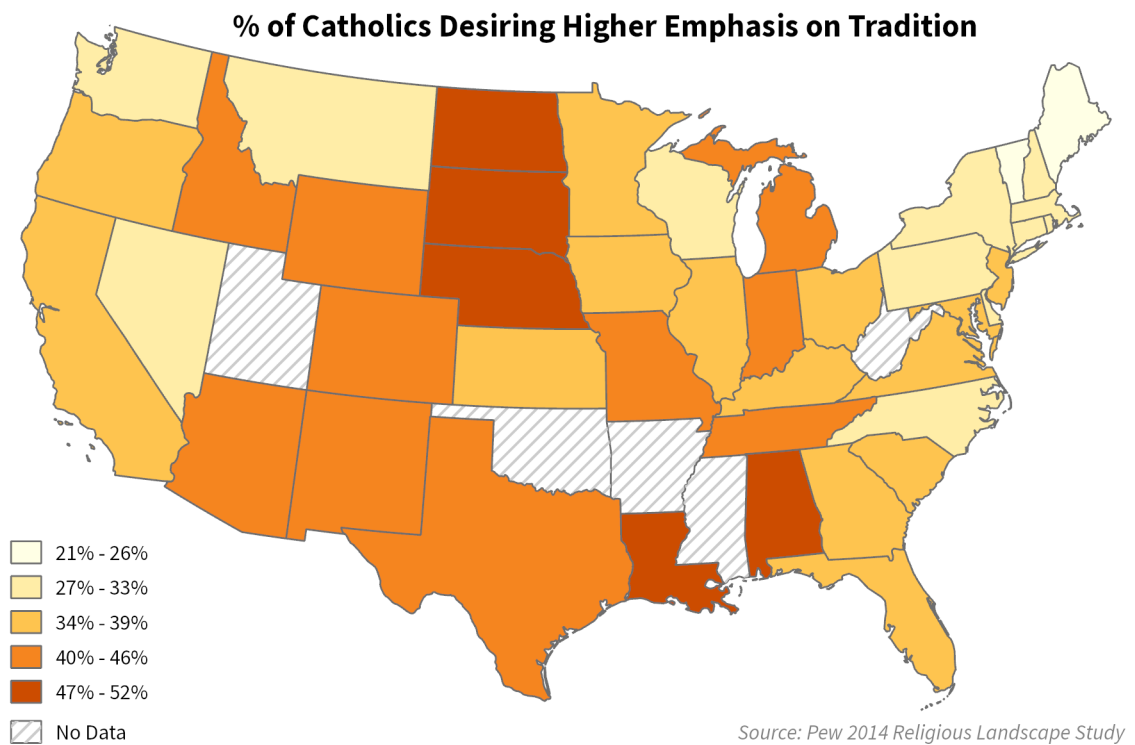 % of Catholics Desiring Higher Emphasis on Tradition
21% - 26%
27% - 33%
34% - 39%
40% - 46%
47% - 52%
No Data
Source: Pew 2014 Religious Landscape Study